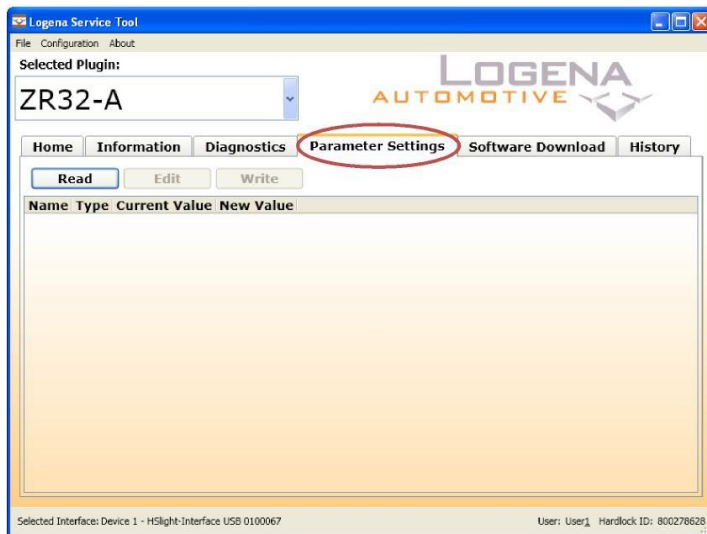 Logena Service Tool
File Configuration About
Selected Plugin:
ZR32-A
LOGENA
AUTOMOTIVE
Home Information Diagnostics Parameter Settings Software Download History
Read Edit Write
Name Type Current Value New Value
Selected Interface: Device 1 - HSlight-Interface USB 0100067 User: User1 Hardlock ID: 800278628